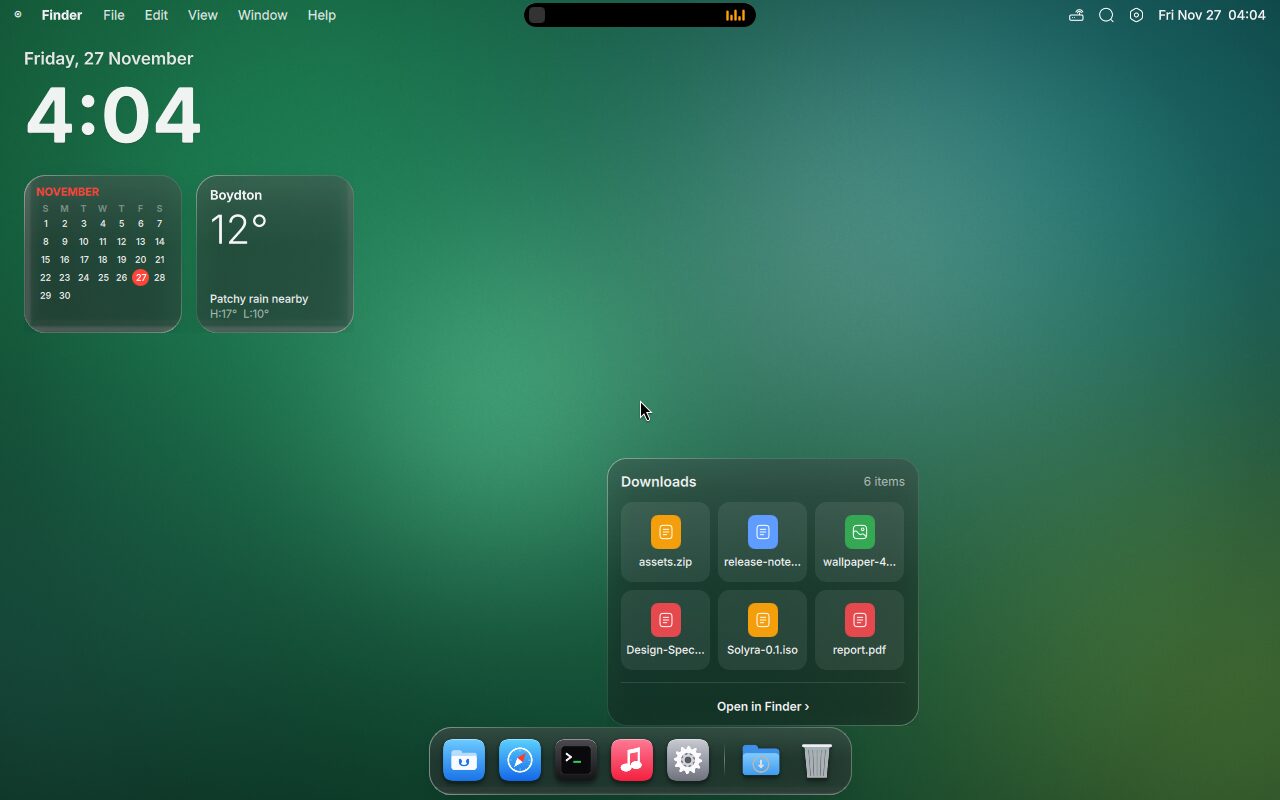 Finder File Edit View Window Help
Fri Nov 27 04:04
Friday, 27 November
4:04
NOVEMBER
S M T W T F S
1 2 3 4 5 6 7
8 9 10 11 12 13 14
15 16 17 18 19 20 21
22 23 24 25 26 27 28
29 30
Boydton
12°
Patchy rain nearby
H:17° L:10°
Downloads 6 items
assets.zip release-note... wallpaper-4...
Design-Spec... Solyra-0.1.iso report.pdf
Open in Finder ›